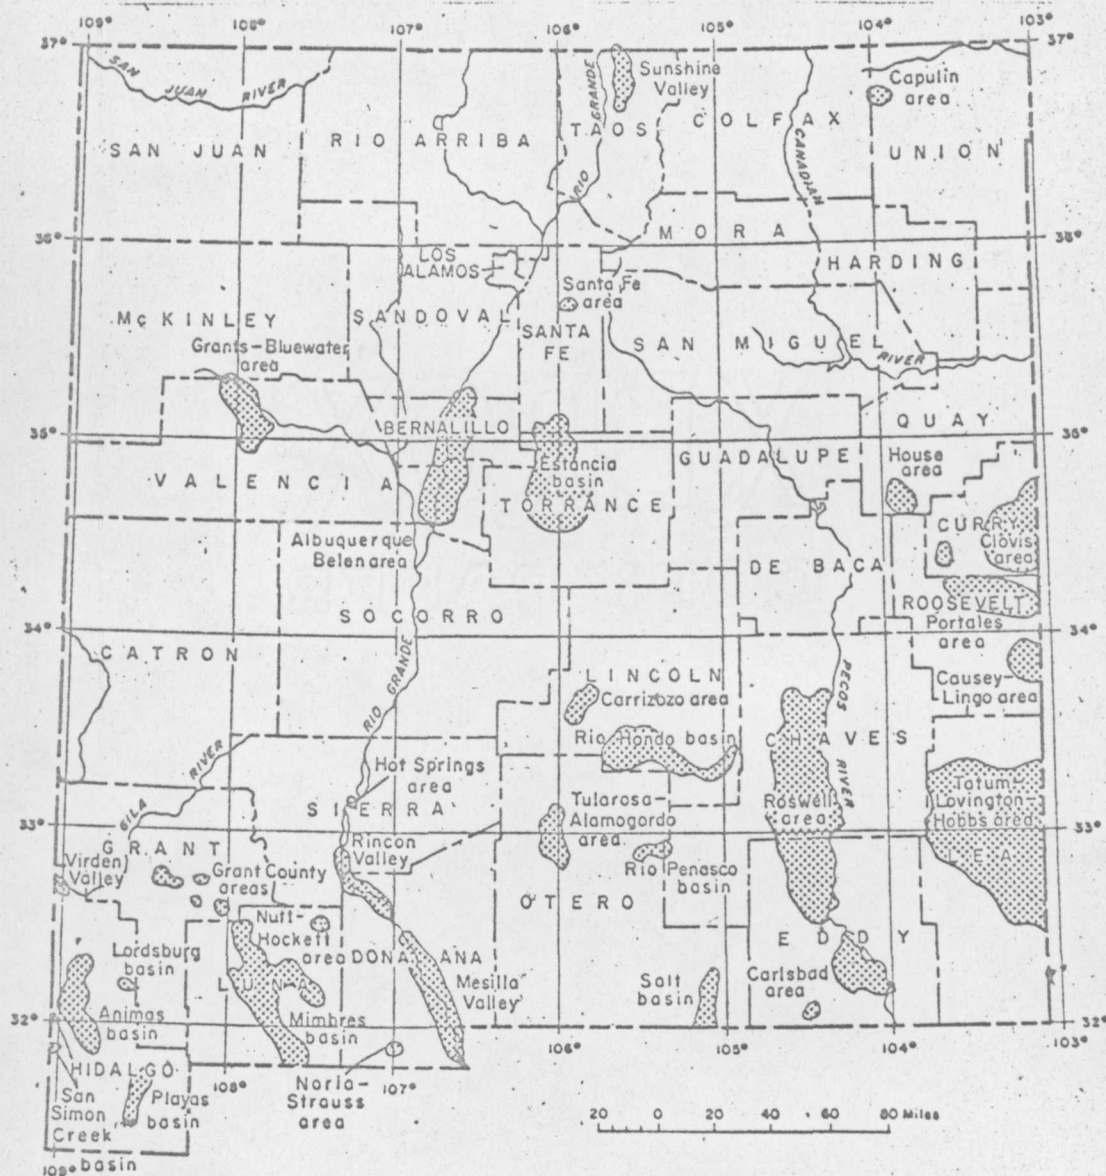 109°
108°
107°
106°
105°
104°
103°
37°
37°
SAN JUAN RIVER
Sunshine
Valley
Capulin
area
RIO GRANDE
TAOS
COLFAX
SAN JUAN
RIO ARRIBA
UNION
CANADIAN
36°
36°
MORA
LOS
ALAMOS
HARDING
Santa Fe
area
McKINLEY
SANDOVAL
SANTA
FE
SAN MIGUEL
RIVER
Grants-Bluewater
area
35°
35°
BERNALILLO
QUAY
GUADALUPE
House
area
VALENCIA
Estancia
basin
TORRANCE
CURRY
Clovis
area
Albuquerque
Belen area
DE BACA
ROOSEVELT
Portales
area
SOCORRO
34°
34°
CATRON
RIO GRANDE
LINCOLN
Carrizozo area
PECOS RIVER
Causey-
Lingo area
Rio Hondo basin
CHAVES
GILA RIVER
Hot Springs
area
SIERRA
Tularosa-
Alamogordo
area
Roswell
area
Tatum-
Lovington-
Hobbs area
33°
33°
GRANT
Rincon
Valley
LEA
Virden
Valley
Grant County
areas
Rio Penasco
basin
OTERO
Nutt-
Hockett
area
DONA ANA
EDDY
Lordsburg
basin
LUNA
Mesilla
Valley
Salt
basin
Carlsbad
area
Animas
basin
Mimbres
basin
32°
32°
HIDALGO
108°
107°
106°
105°
104°
103°
San
Simon
Creek
basin
Playas
basin
Noria-
Strauss
area
20 0 20 40 60 80 Miles
109°